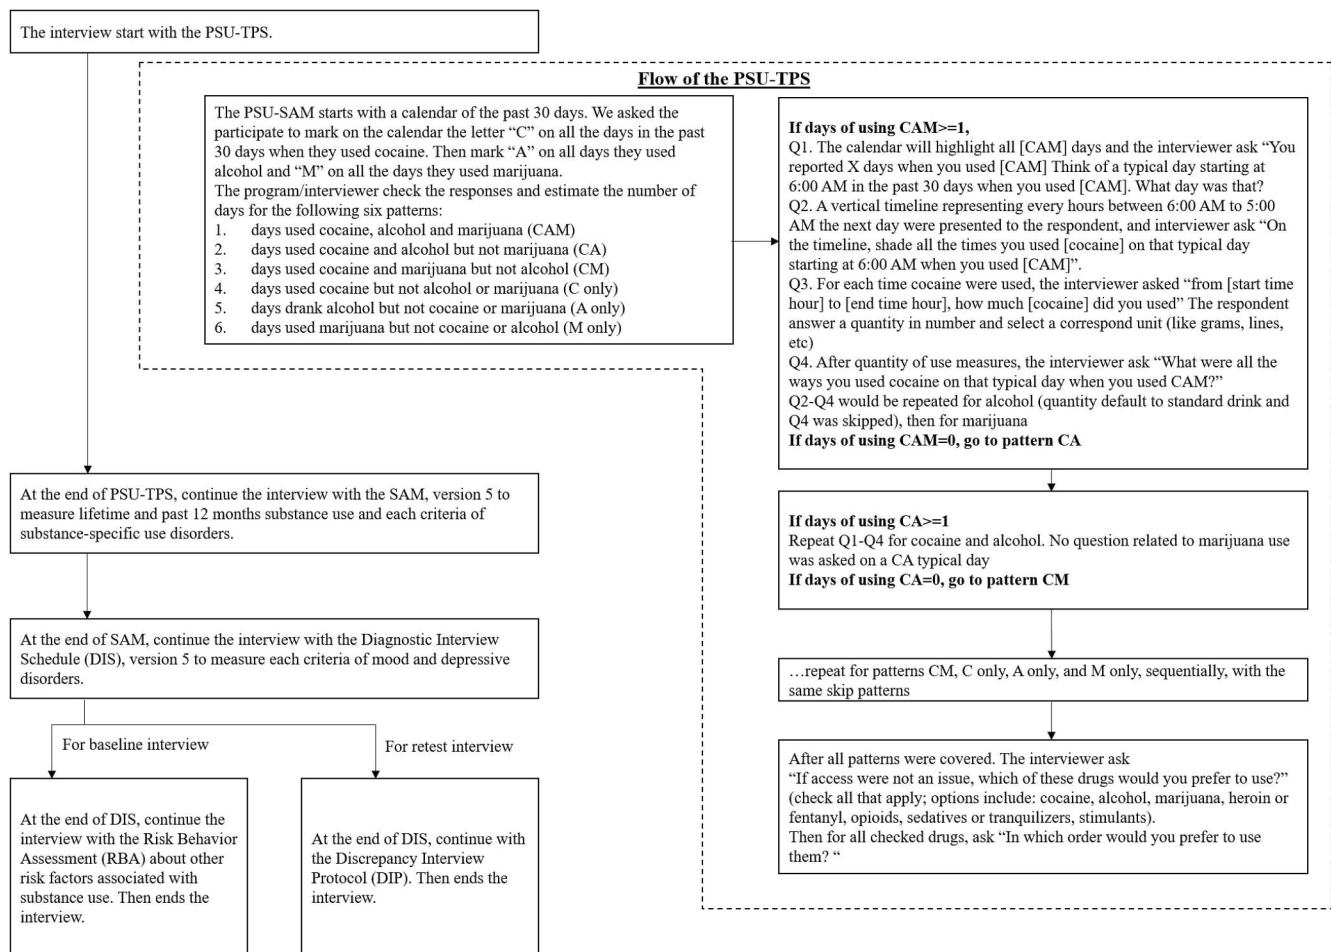 The interview start with the PSU-TPS.
Flow of the PSU-TPS
The PSU-SAM starts with a calendar of the past 30 days. We asked the
participate to mark on the calendar the letter “C” on all the days in the past
30 days when they used cocaine. Then mark “A” on all days they used
alcohol and “M” on all the days they used marijuana.
The program/interviewer check the responses and estimate the number of
days for the following six patterns:
1. days used cocaine, alcohol and marijuana (CAM)
2. days used cocaine and alcohol but not marijuana (CA)
3. days used cocaine and marijuana but not alcohol (CM)
4. days used cocaine but not alcohol or marijuana (C only)
5. days drank alcohol but not cocaine or marijuana (A only)
6. days used marijuana but not cocaine or alcohol (M only)
If days of using CAM>=1,
Q1. The calendar will highlight all [CAM] days and the interviewer ask “You
reported X days when you used [CAM] Think of a typical day starting at
6:00 AM in the past 30 days when you used [CAM]. What day was that?
Q2. A vertical timeline representing every hours between 6:00 AM to 5:00
AM the next day were presented to the respondent, and interviewer ask “On
the timeline, shade all the times you used [cocaine] on that typical day
starting at 6:00 AM when you used [CAM]”.
Q3. For each time cocaine were used, the interviewer asked “from [start time
hour] to [end time hour], how much [cocaine] did you used” The respondent
answer a quantity in number and select a correspond unit (like grams, lines,
etc)
Q4. After quantity of use measures, the interviewer ask “What were all the
ways you used cocaine on that typical day when you used CAM?”
Q2-Q4 would be repeated for alcohol (quantity default to standard drink and
Q4 was skipped), then for marijuana
If days of using CAM=0, go to pattern CA
If days of using CA>=1
Repeat Q1-Q4 for cocaine and alcohol. No question related to marijuana use
was asked on a CA typical day
If days of using CA=0, go to pattern CM
…repeat for patterns CM, C only, A only, and M only, sequentially, with the
same skip patterns
After all patterns were covered. The interviewer ask
“If access were not an issue, which of these drugs would you prefer to use?”
(check all that apply; options include: cocaine, alcohol, marijuana, heroin or
fentanyl, opioids, sedatives or tranquilizers, stimulants).
Then for all checked drugs, ask “In which order would you prefer to use
them? “
At the end of PSU-TPS, continue the interview with the SAM, version 5 to
measure lifetime and past 12 months substance use and each criteria of
substance-specific use disorders.
At the end of SAM, continue the interview with the Diagnostic Interview
Schedule (DIS), version 5 to measure each criteria of mood and depressive
disorders.
For baseline interview
For retest interview
At the end of DIS, continue the
interview with the Risk Behavior
Assessment (RBA) about other
risk factors associated with
substance use. Then ends the
interview.
At the end of DIS, continue with
the Discrepancy Interview
Protocol (DIP). Then ends the
interview.